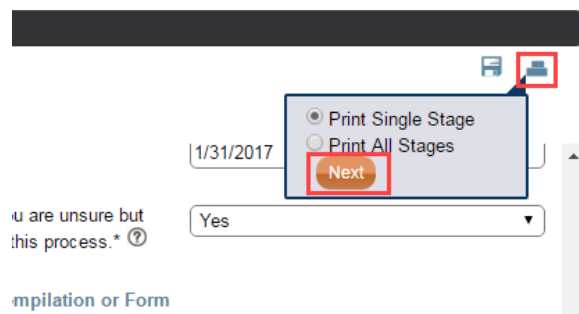 Print Single Stage
Print All Stages
1/31/2017
Next
u are unsure but
Yes
this process.* ?
mpilation or Form